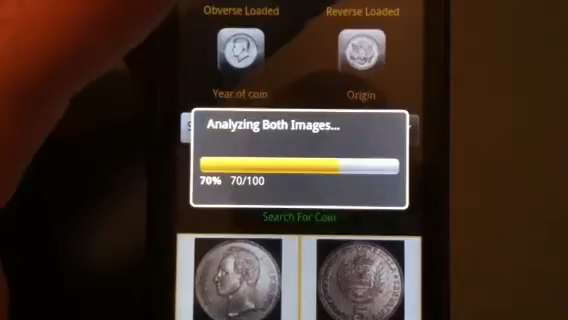 Obverse Loaded
Reverse Loaded
Year of coin
Origin
Analyzing Both Images...
70% 70/100
Search For Coin